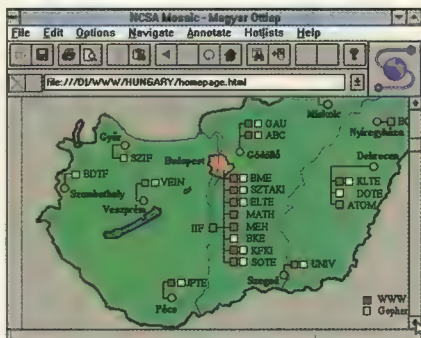 NCSA Mosaic - Magyar Ottlap
File Edit Options Navigate Annotate Hotlists Help
file:///D|/WWW/HUNGARY/homepage.html
Miskolc
GAU
ABC
Győr
SZIF
Budapest
Gödöllő
Nyíregyháza
Debrecen
BDTF
Szombathely
VEIN
Veszprém
BME
SZTAKI
ELTE
MATH
IIF
MEH
BKE
KFKI
SOTE
KLTE
DOTE
ATOM
JPTE
Pécs
Szeged
UNIV
WWW
Gopher